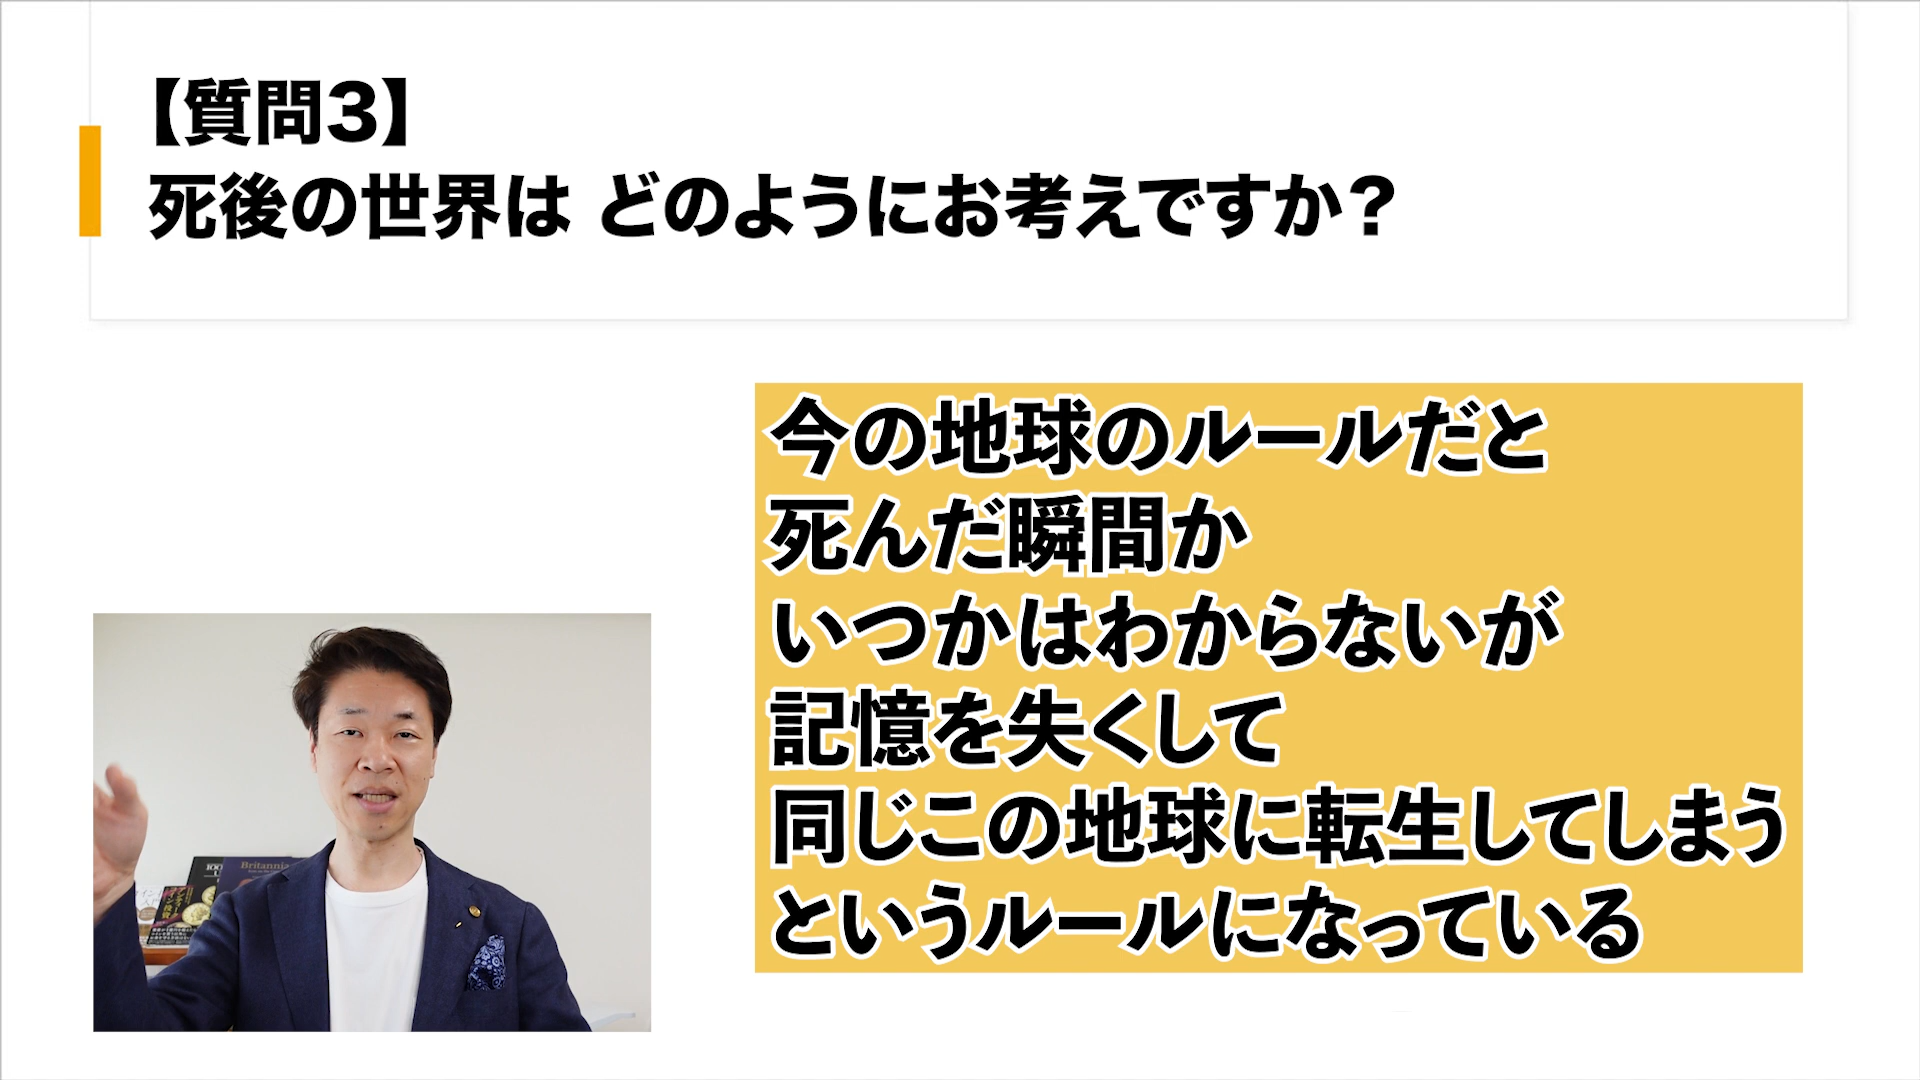 【質問3】
死後の世界は どのようにお考えですか？
今の地球のルールだと
死んだ瞬間か
いつかはわからないが
記憶を失くして
同じこの地球に転生してしまう
というルールになっている
Britannia